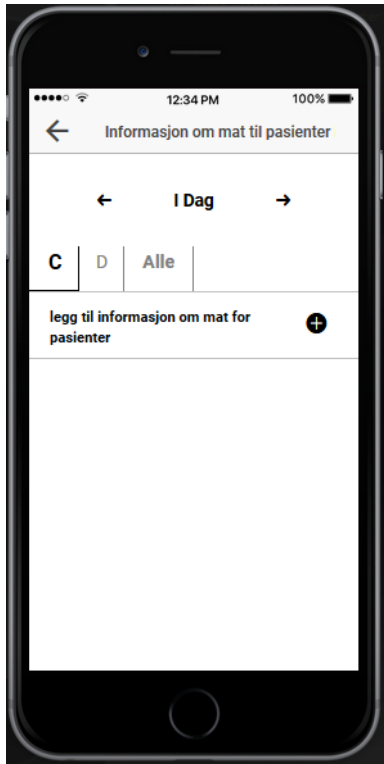 12:34 PM 100%
Informasjon om mat til pasienter
I Dag
C D Alle
legg til informasjon om mat for
pasienter